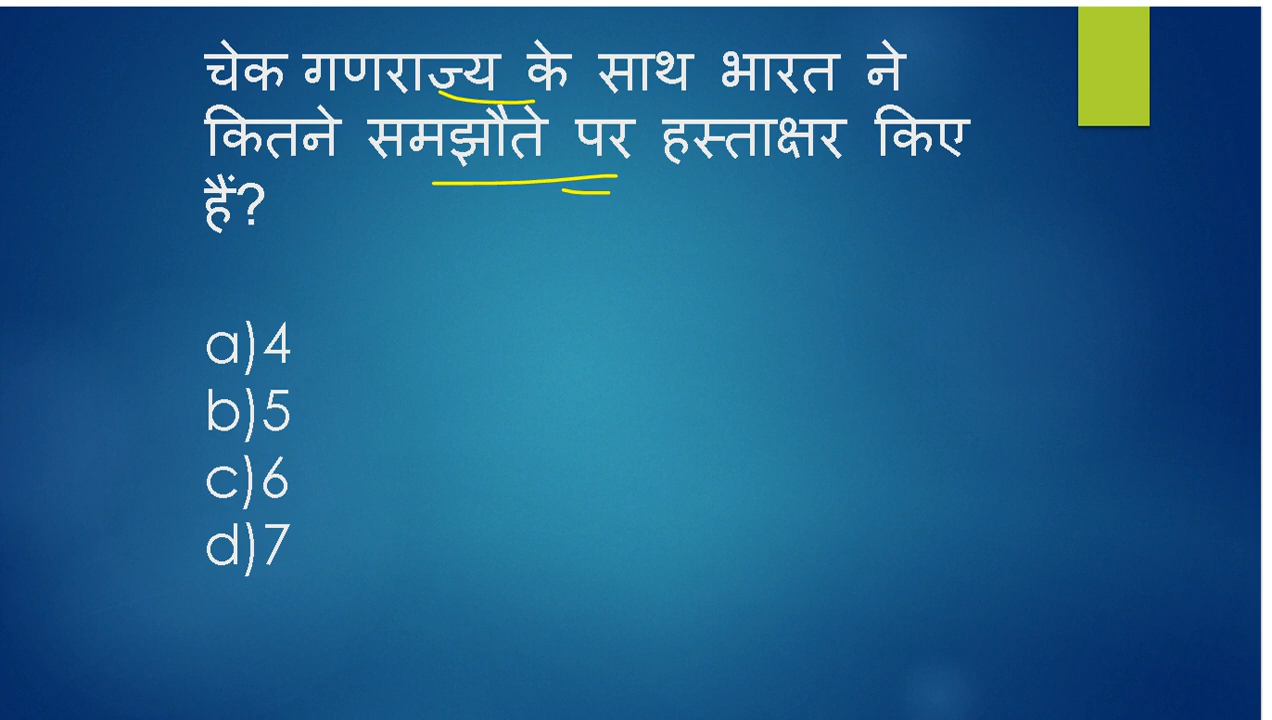 चेक गणराज्य के साथ भारत ने
कितने समझौते पर हस्ताक्षर किए
हैं?
a)4
b)5
c)6
d)7